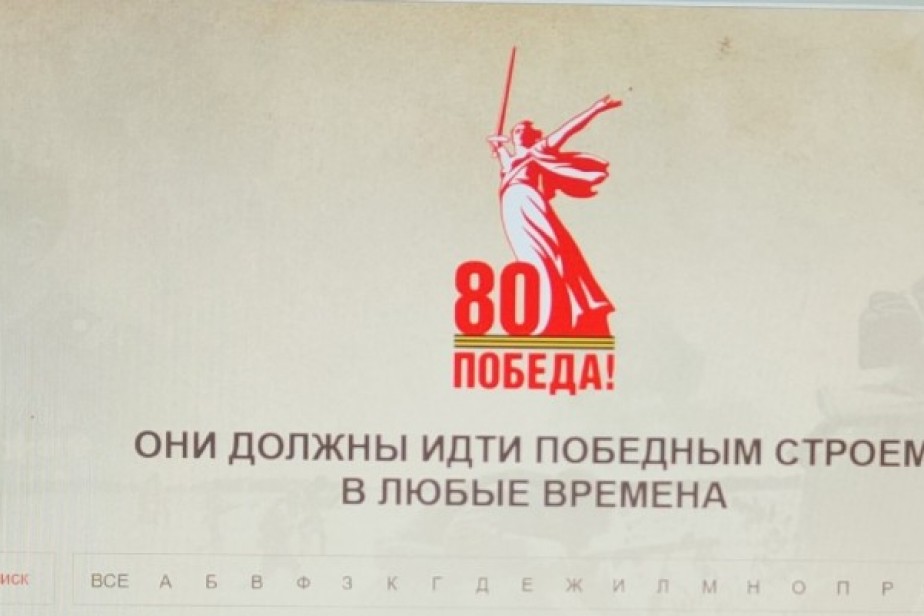 80
ПОБЕДА!
ОНИ ДОЛЖНЫ ИДТИ ПОБЕДНЫМ СТРОЕМ
В ЛЮБЫЕ ВРЕМЕНА
иск ВСЕ А Б В Ф З К Г Д Е Ж И Л М Н О П Р